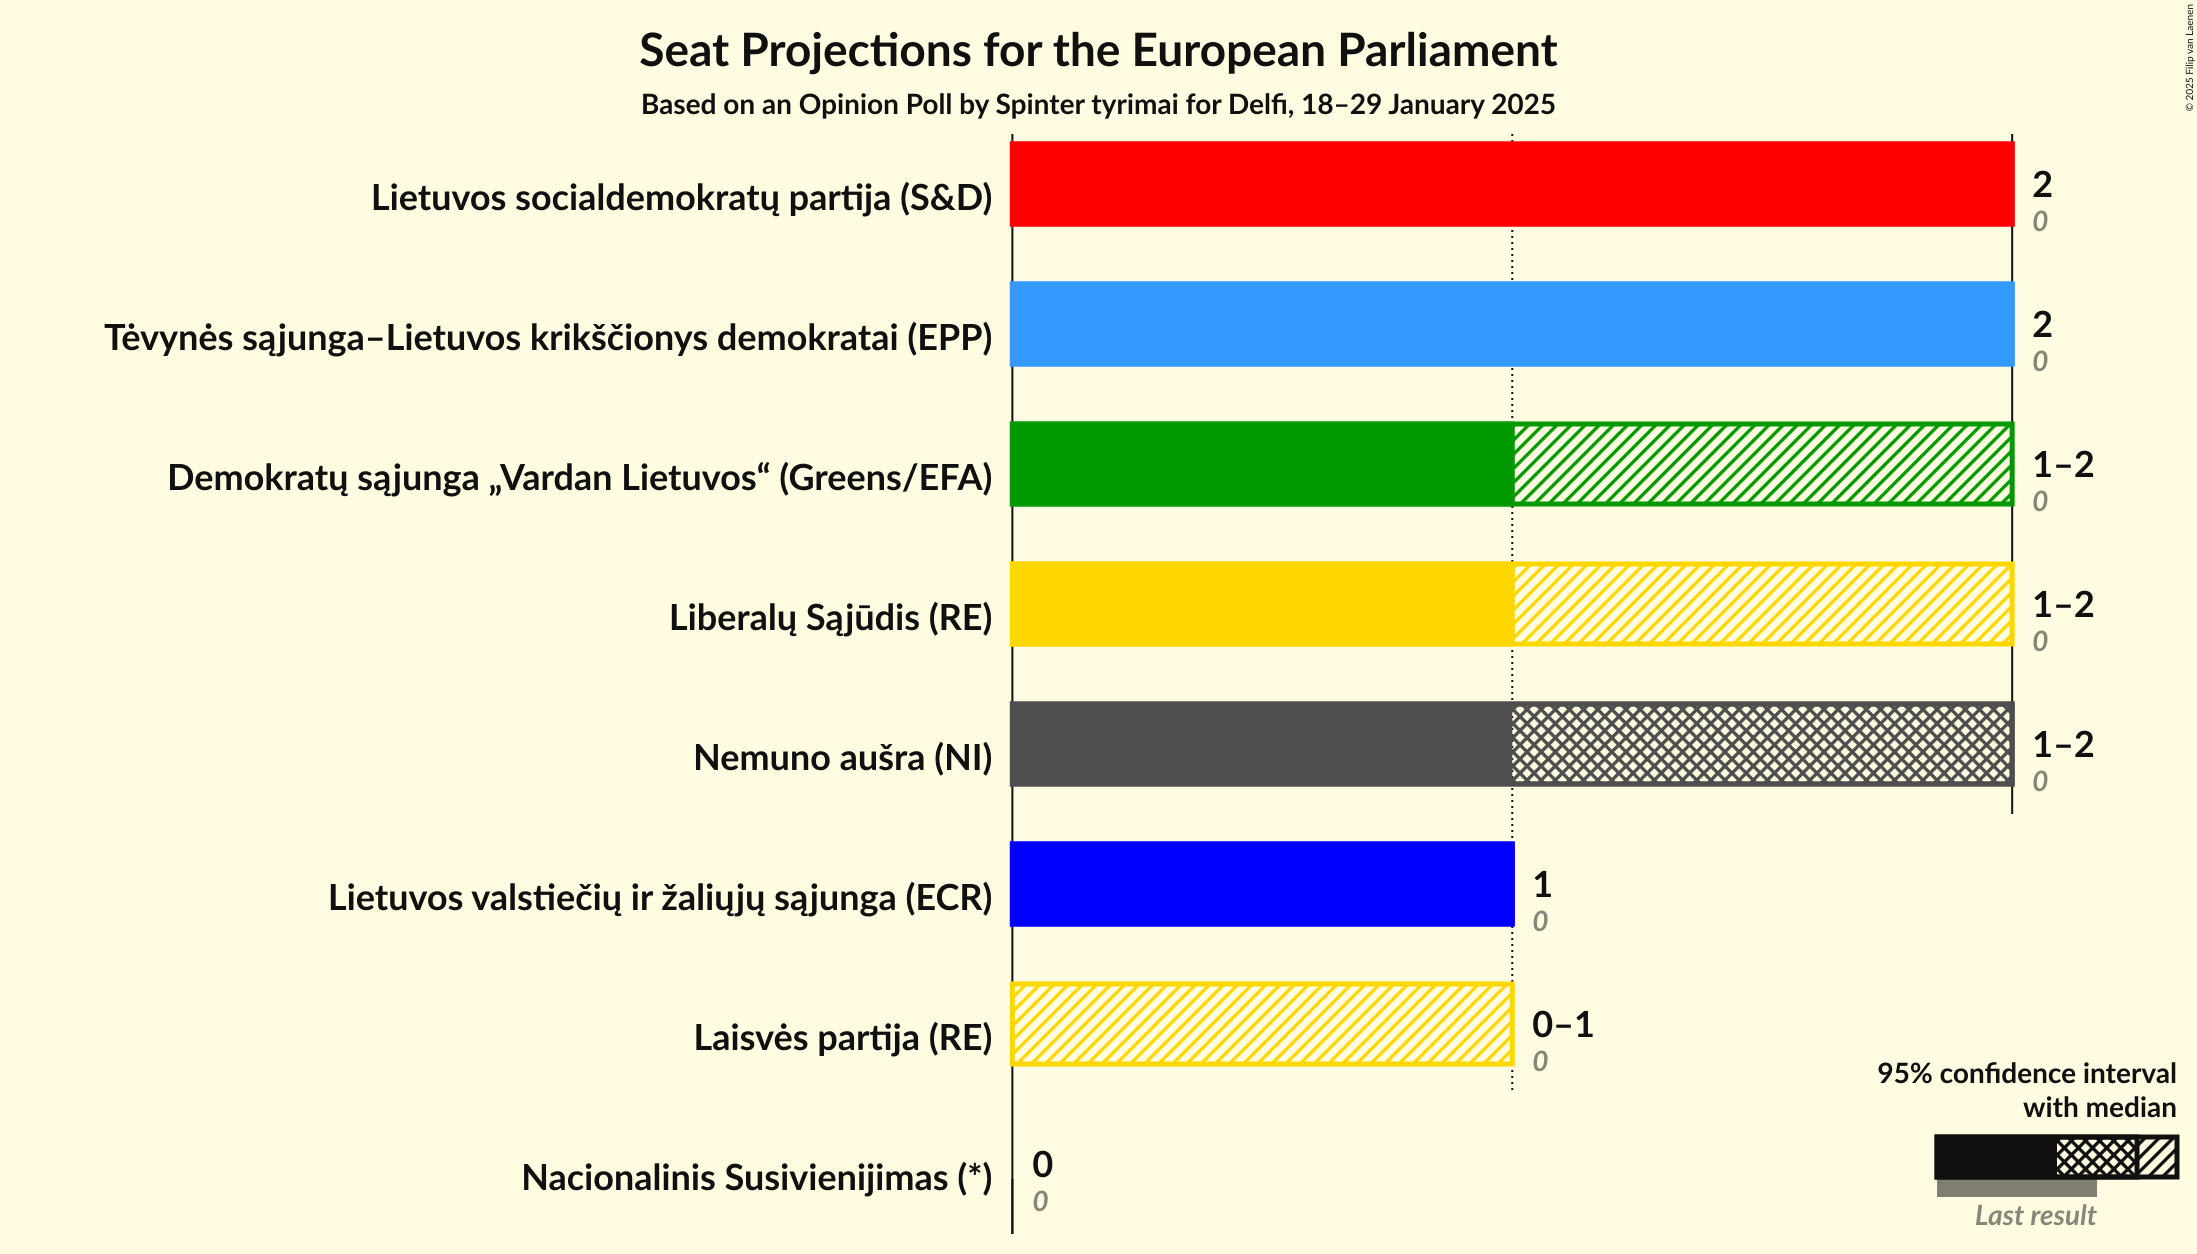 Seat Projections for the European Parliament
Based on an Opinion Poll by Spinter tyrimai for Delfi, 18–29 January 2025
© 2025 Filip van Laenen
Lietuvos socialdemokratų partija (S&D)
2
0
Tėvynės sąjunga–Lietuvos krikščionys demokratai (EPP)
2
0
Demokratų sąjunga „Vardan Lietuvos“ (Greens/EFA)
1–2
0
Liberalų Sąjūdis (RE)
1–2
0
Nemuno aušra (NI)
1–2
0
Lietuvos valstiečių ir žaliųjų sąjunga (ECR)
1
0
Laisvės partija (RE)
0–1
0
Nacionalinis Susivienijimas (*)
0
0
95% confidence interval
with median
Last result